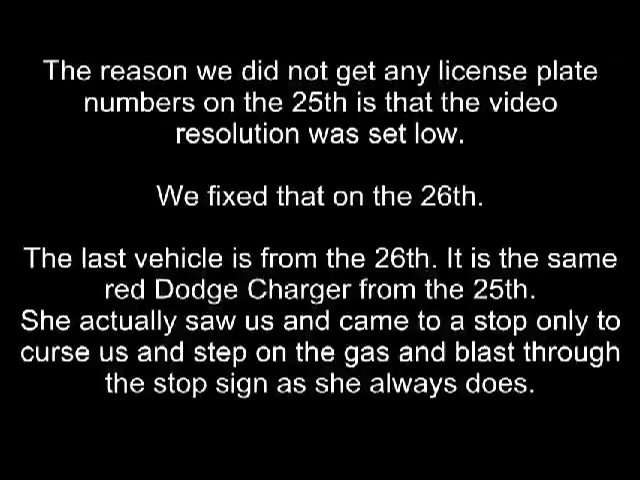 The reason we did not get any license plate
numbers on the 25th is that the video
resolution was set low.
We fixed that on the 26th.
The last vehicle is from the 26th. It is the same
red Dodge Charger from the 25th.
She actually saw us and came to a stop only to
curse us and step on the gas and blast through
the stop sign as she always does.